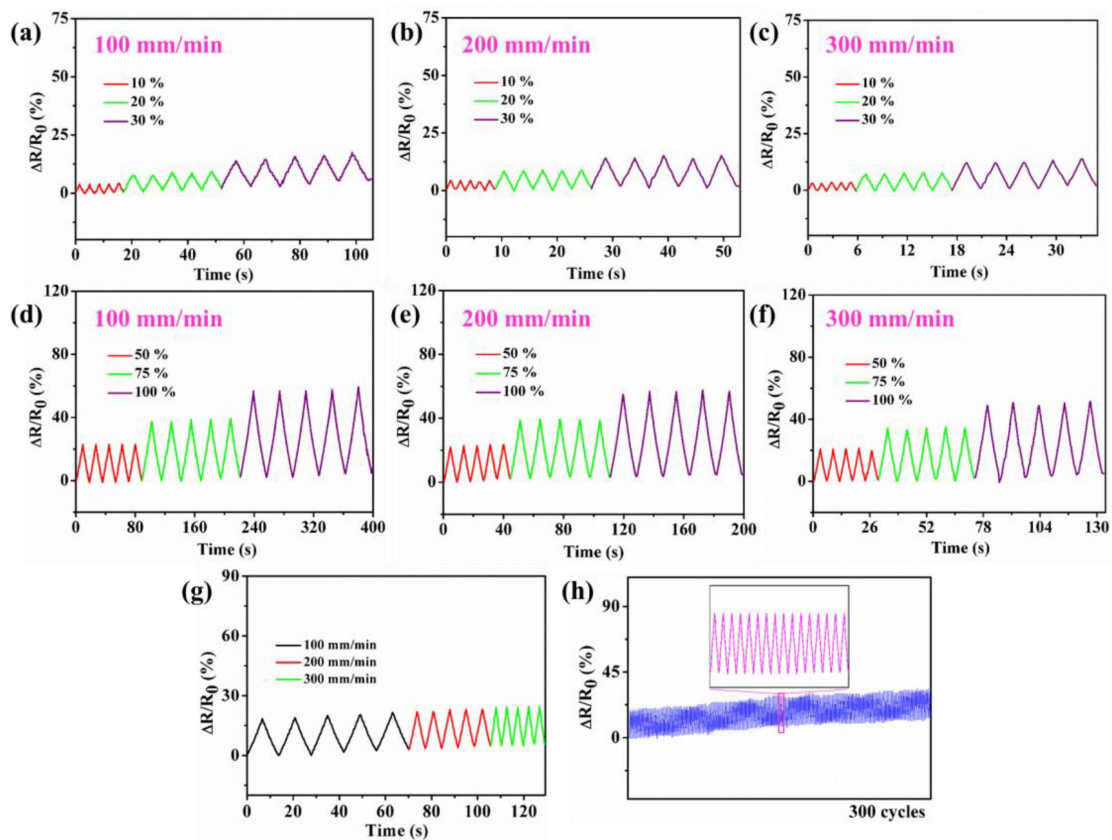 (a)
100 mm/min
10 %
20 %
30 %
75
50
25
0
ΔR/R0 (%)
0 20 40 60 80 100
Time (s)
(b)
200 mm/min
10 %
20 %
30 %
75
50
25
0
ΔR/R0 (%)
0 10 20 30 40 50
Time (s)
(c)
300 mm/min
10 %
20 %
30 %
75
50
25
0
ΔR/R0 (%)
0 6 12 18 24 30
Time (s)
(d)
100 mm/min
50 %
75 %
100 %
120
80
40
0
ΔR/R0 (%)
0 80 160 240 320 400
Time (s)
(e)
200 mm/min
50 %
75 %
100 %
120
80
40
0
ΔR/R0 (%)
0 40 80 120 160 200
Time (s)
(f)
300 mm/min
50 %
75 %
100 %
120
80
40
0
ΔR/R0 (%)
0 26 52 78 104 130
Time (s)
(g)
100 mm/min
200 mm/min
300 mm/min
90
60
30
0
ΔR/R0 (%)
0 20 40 60 80 100 120
Time (s)
(h)
90
45
0
ΔR/R0 (%)
300 cycles